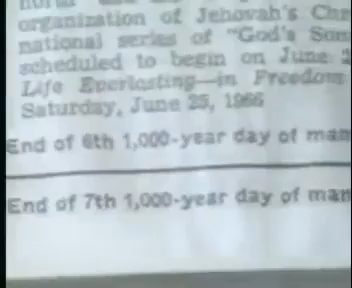 organization of Jehovah's
national series of "God's
scheduled to begin on June
Life Everlasting—in Freedom
Saturday, June 25, 1966
End of 6th 1,000-year day of man
End of 7th 1,000-year day of man